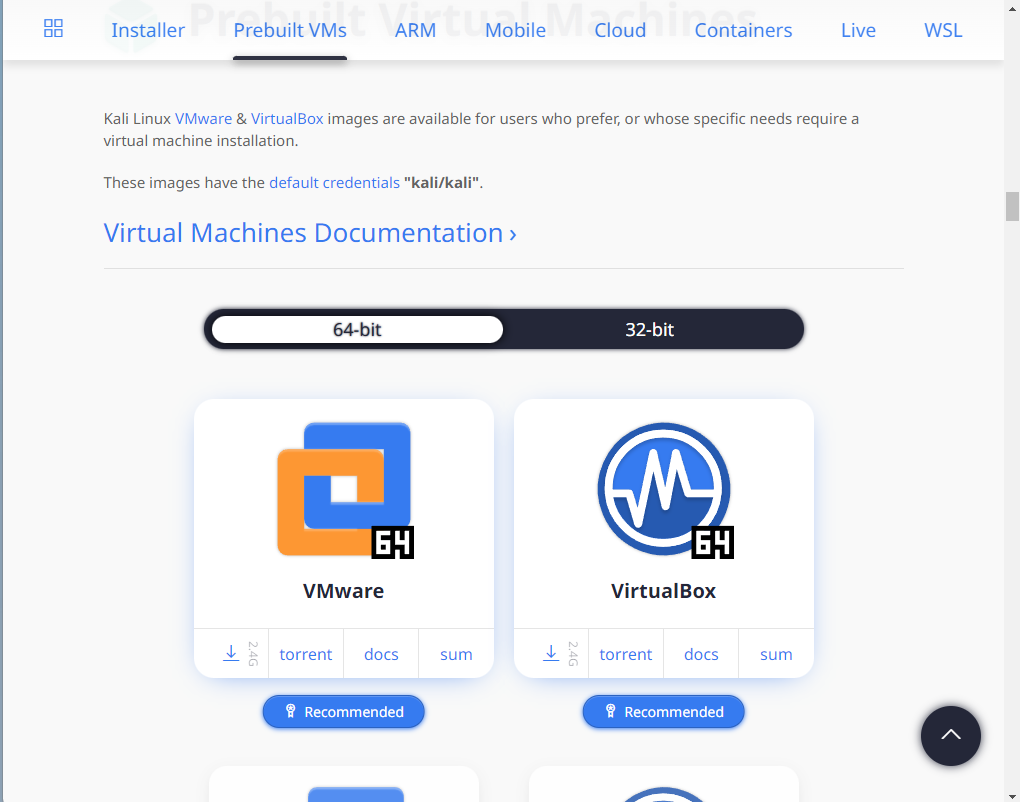 Prebuilt Virtual Machines
Installer Prebuilt VMs ARM Mobile Cloud Containers Live WSL
Kali Linux VMware & VirtualBox images are available for users who prefer, or whose specific needs require a
virtual machine installation.
These images have the default credentials "kali/kali".
Virtual Machines Documentation ›
64-bit 32-bit
64 64
VMware VirtualBox
2.4G torrent docs sum 2.4G torrent docs sum
Recommended Recommended